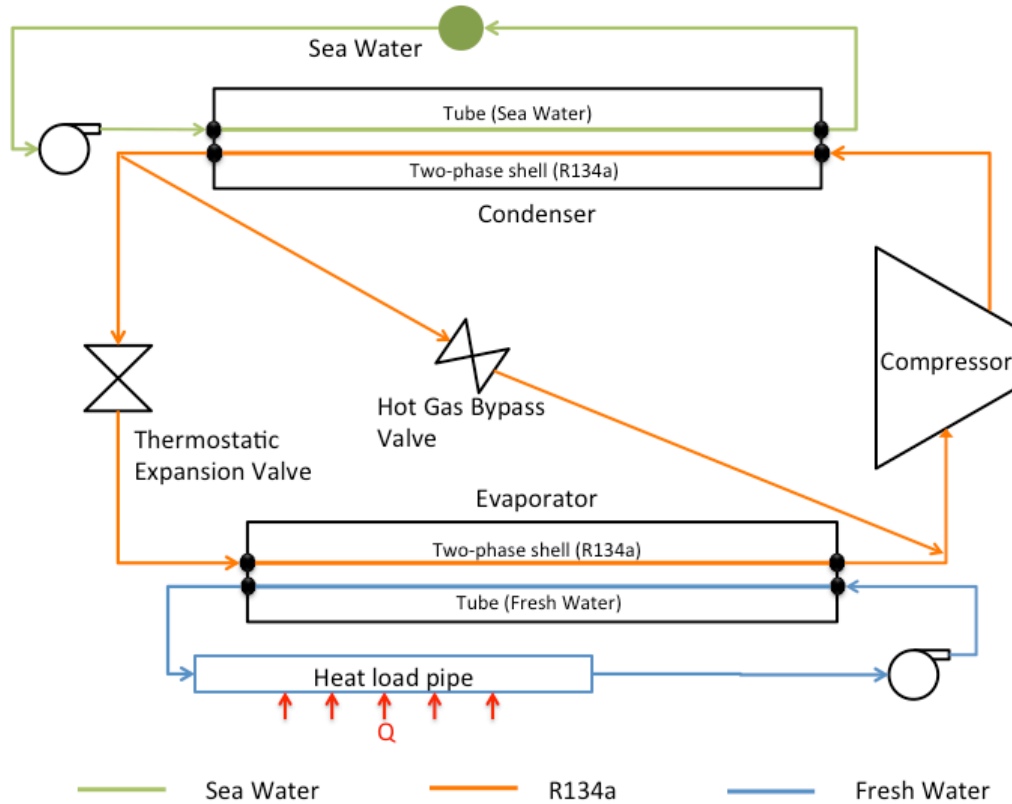 Sea Water
Tube (Sea Water)
Two-phase shell (R134a)
Condenser
Compressor
Hot Gas Bypass
Valve
Thermostatic
Expansion Valve
Evaporator
Two-phase shell (R134a)
Tube (Fresh Water)
Heat load pipe
Q
Sea Water
R134a
Fresh Water